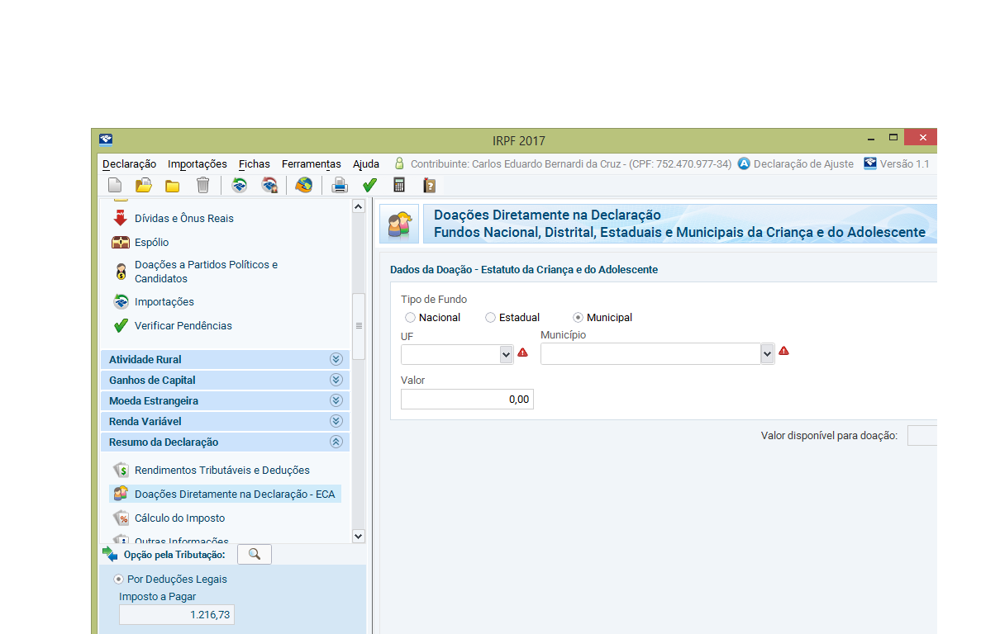 IRPF 2017
Declaração Importações Fichas Ferramentas Ajuda Contribuinte: Carlos Eduardo Bernardi da Cruz - (CPF: 752.470.977-34) Declaração de Ajuste Versão 1.1
Dívidas e Ônus Reais
Espólio
Doações a Partidos Políticos e
Candidatos
Importações
Verificar Pendências
Atividade Rural
Ganhos de Capital
Moeda Estrangeira
Renda Variável
Resumo da Declaração
Rendimentos Tributáveis e Deduções
Doações Diretamente na Declaração - ECA
Cálculo do Imposto
Outras Informações
Opção pela Tributação:
Por Deduções Legais
Imposto a Pagar
1.216,73
Doações Diretamente na Declaração
Fundos Nacional, Distrital, Estaduais e Municipais da Criança e do Adolescente
Dados da Doação - Estatuto da Criança e do Adolescente
Tipo de Fundo
Nacional Estadual Municipal
UF Município
Valor
0,00
Valor disponível para doação: